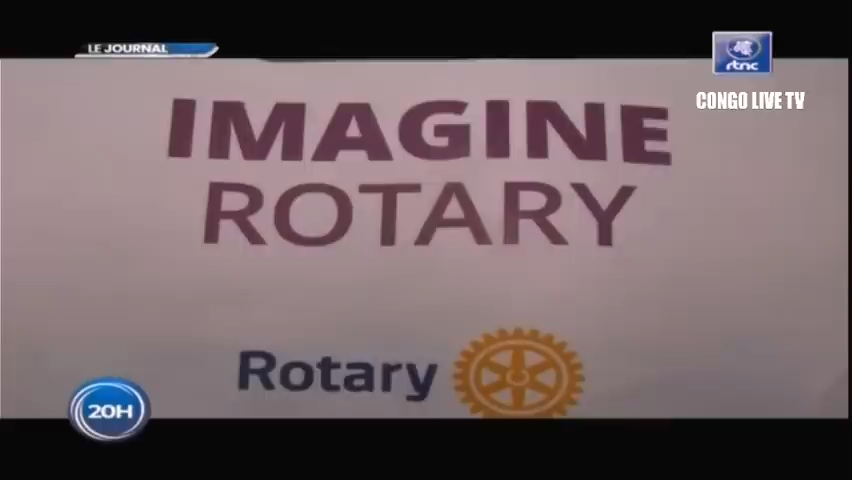 LE JOURNAL
rtnc
CONGO LIVE TV
IMAGINE
ROTARY
Rotary
20H